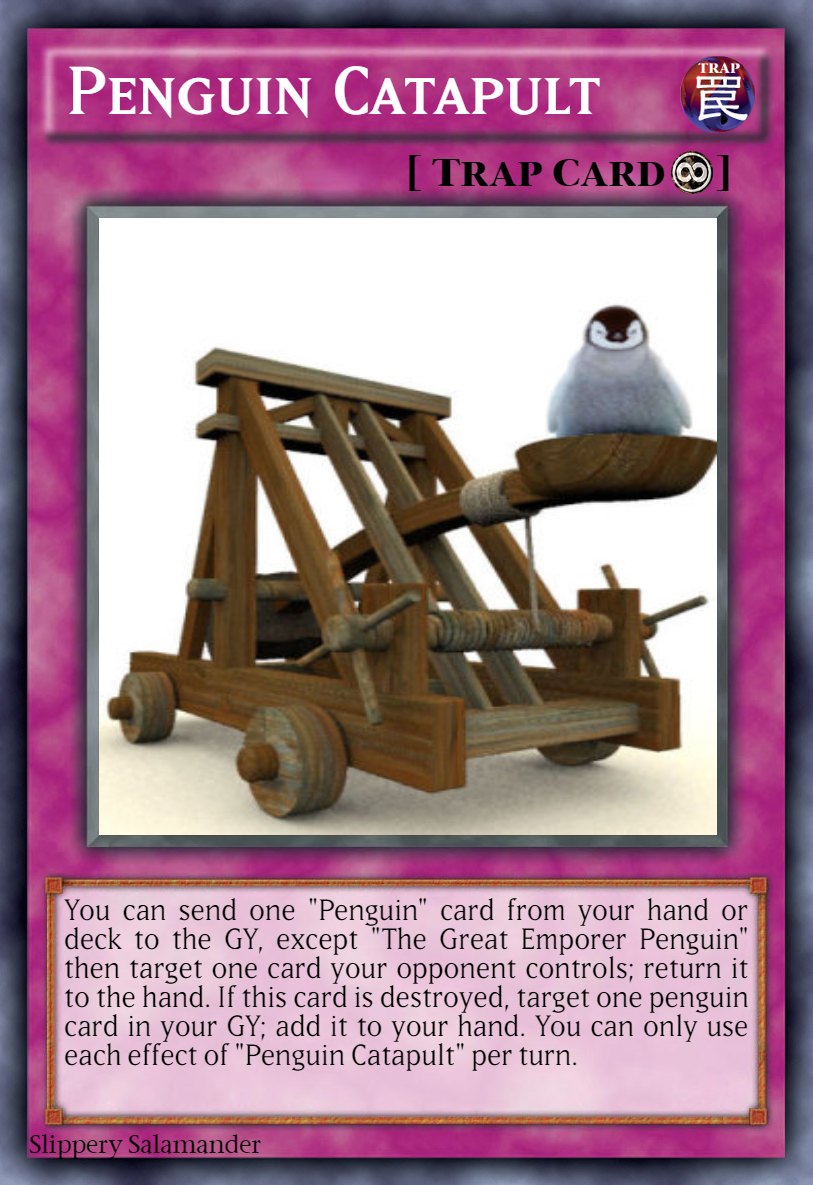 Penguin Catapult
TRAP
罠
[ Trap Card ]
You can send one "Penguin" card from your hand or
deck to the GY, except "The Great Emporer Penguin"
then target one card your opponent controls; return it
to the hand. If this card is destroyed, target one penguin
card in your GY; add it to your hand. You can only use
each effect of "Penguin Catapult" per turn.
Slippery Salamander